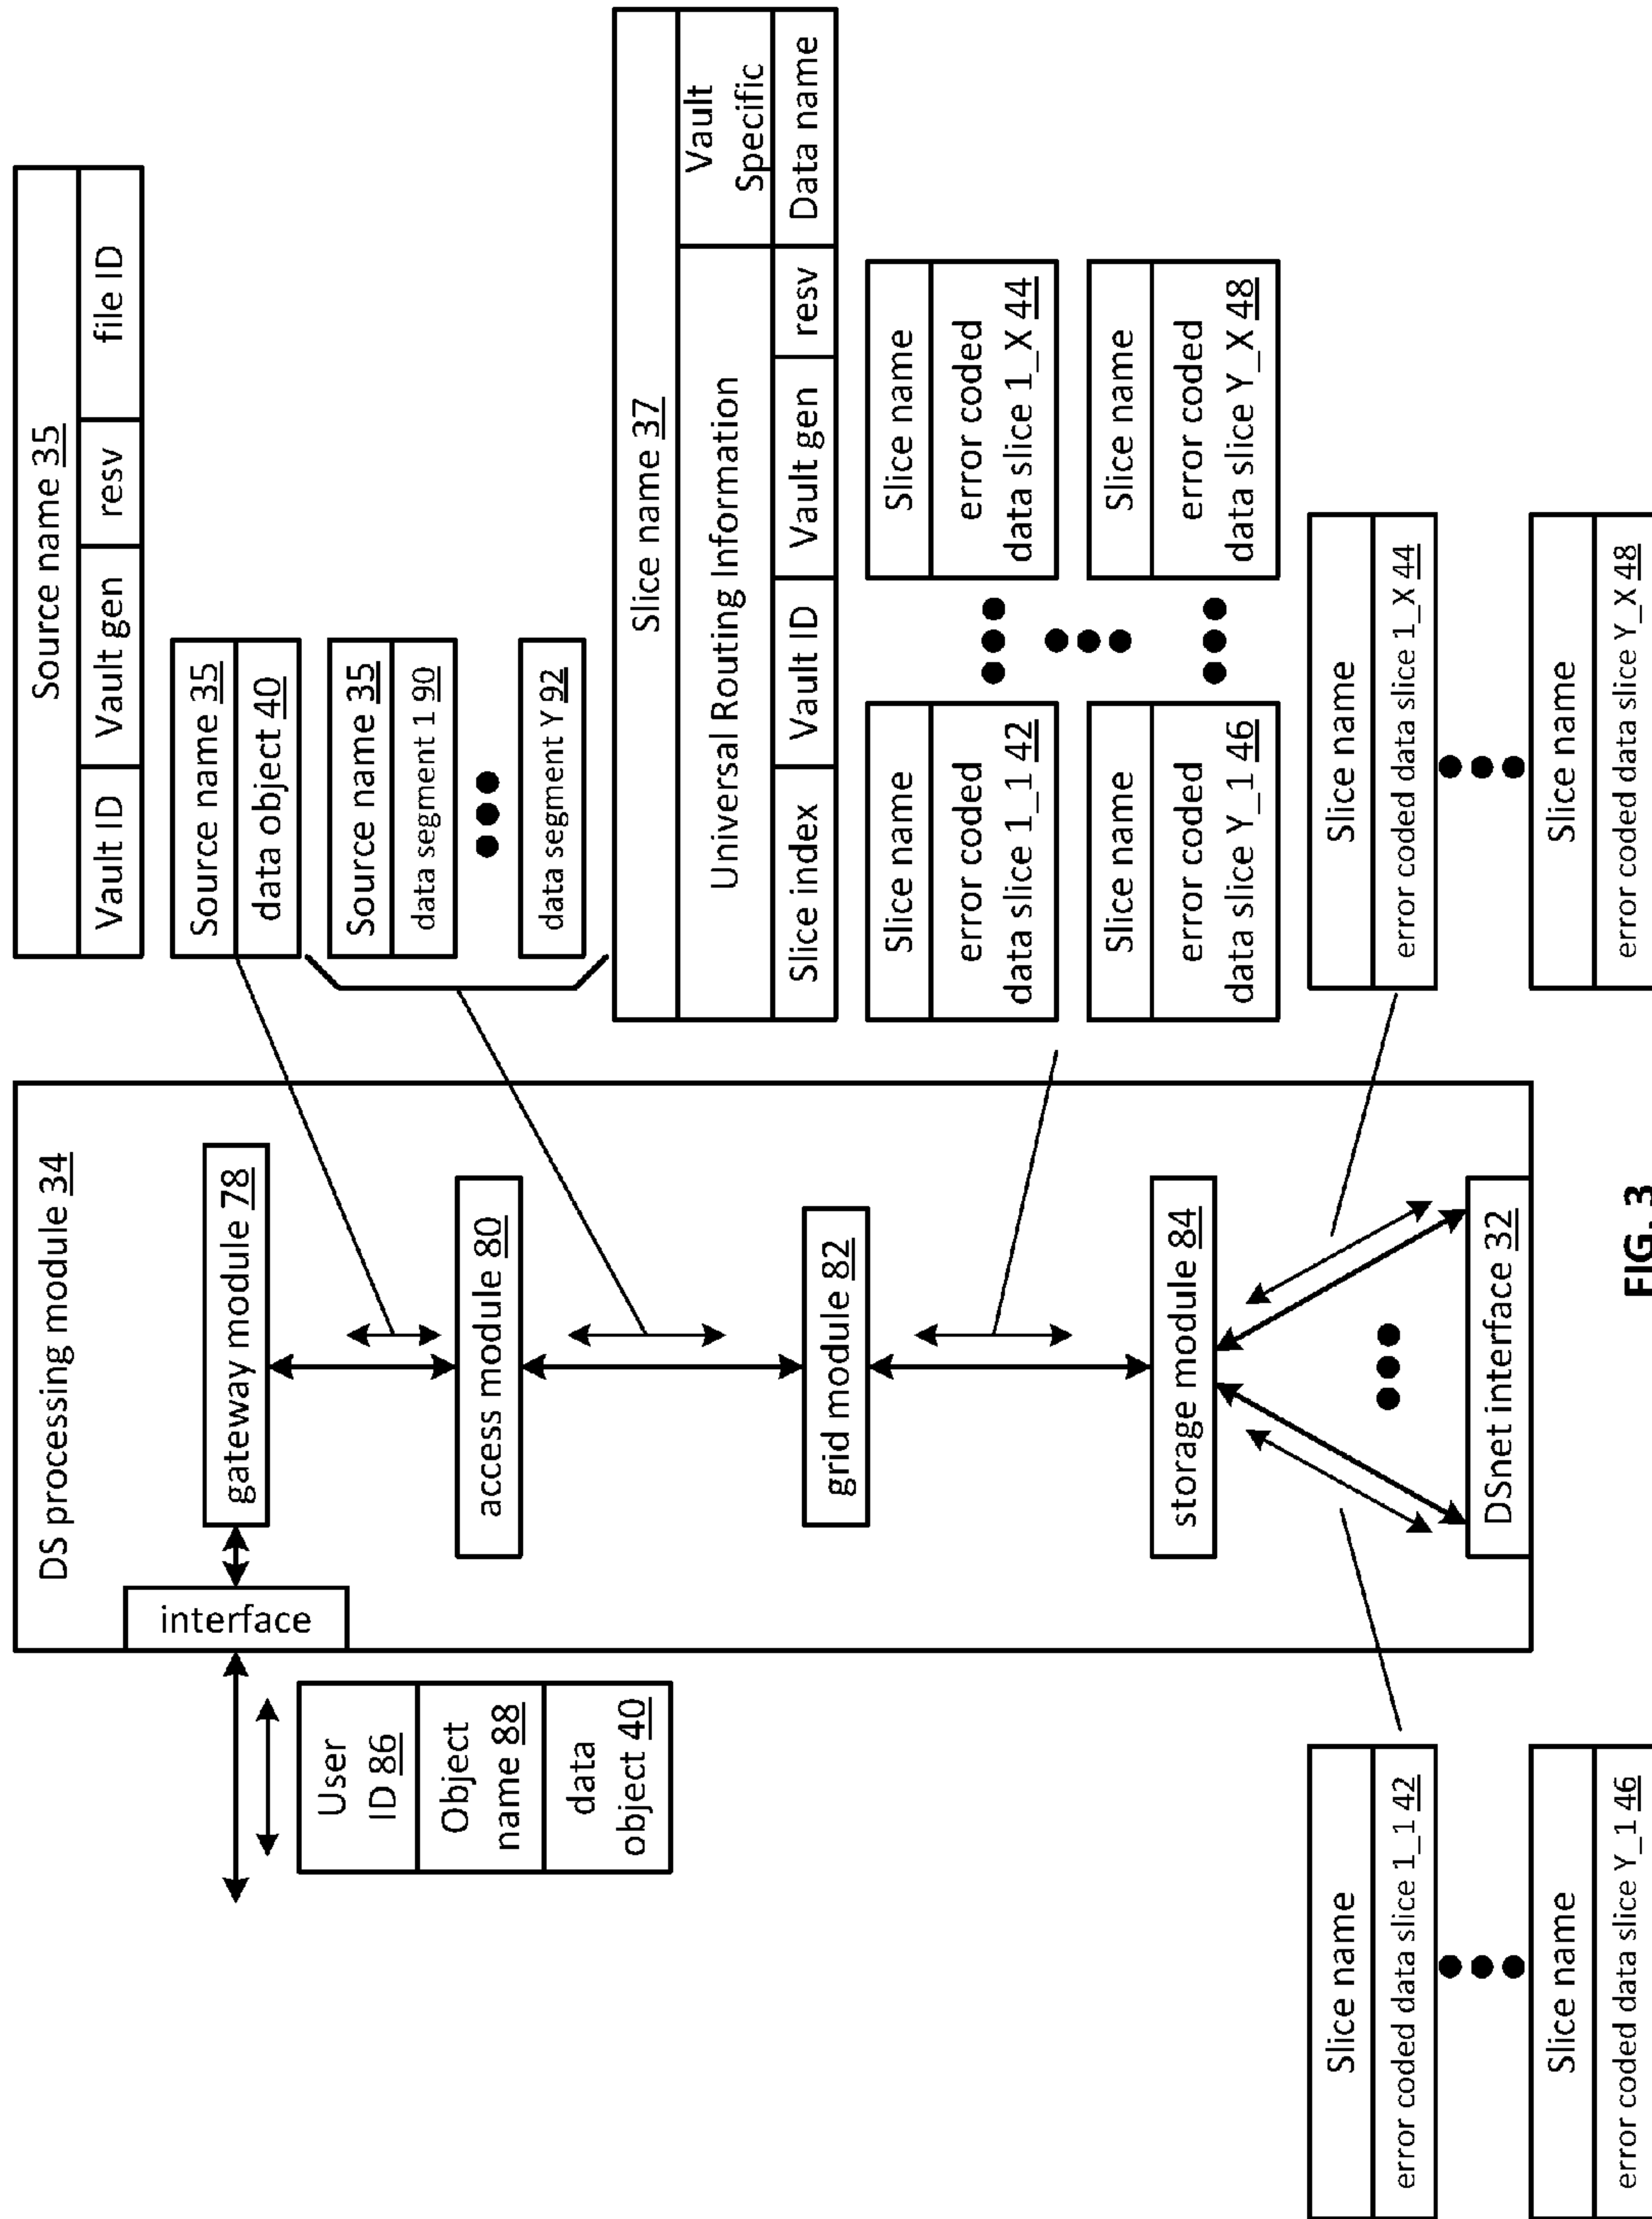 DS processing module 34
interface
gateway module 78
access module 80
grid module 82
storage module 84
DSnet interface 32
User
ID 86
Object
name 88
data
object 40
Source name 35
Vault ID
Vault gen
resv
file ID
Source name 35
data object 40
Source name 35
data segment 1 90
data segment Y 92
Slice name 37
Universal Routing Information
Vault
Specific
Slice index
Vault ID
Vault gen
resv
Data name
Slice name
error coded
data slice 1_1 42
Slice name
error coded
data slice 1_X 44
Slice name
error coded
data slice Y_1 46
Slice name
error coded
data slice Y_X 48
Slice name
error coded data slice 1_1 42
Slice name
error coded data slice Y_1 46
Slice name
error coded data slice 1_X 44
Slice name
error coded data slice Y_X 48
FIG. 3